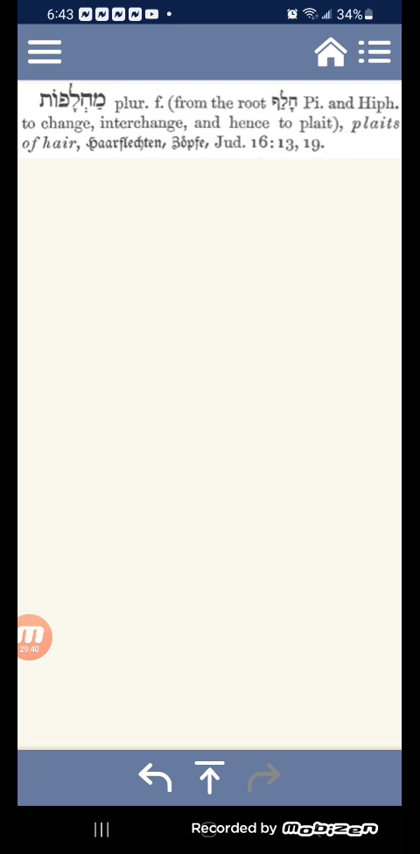 6:43 34%
מַחְלָפוֹת plur. f. (from the root חָלַף Pi. and Hiph.
to change, interchange, and hence to plait), plaits
of hair, Haarflechten, Zöpfe, Jud. 16:13, 19.
29:40
Recorded by mobizen